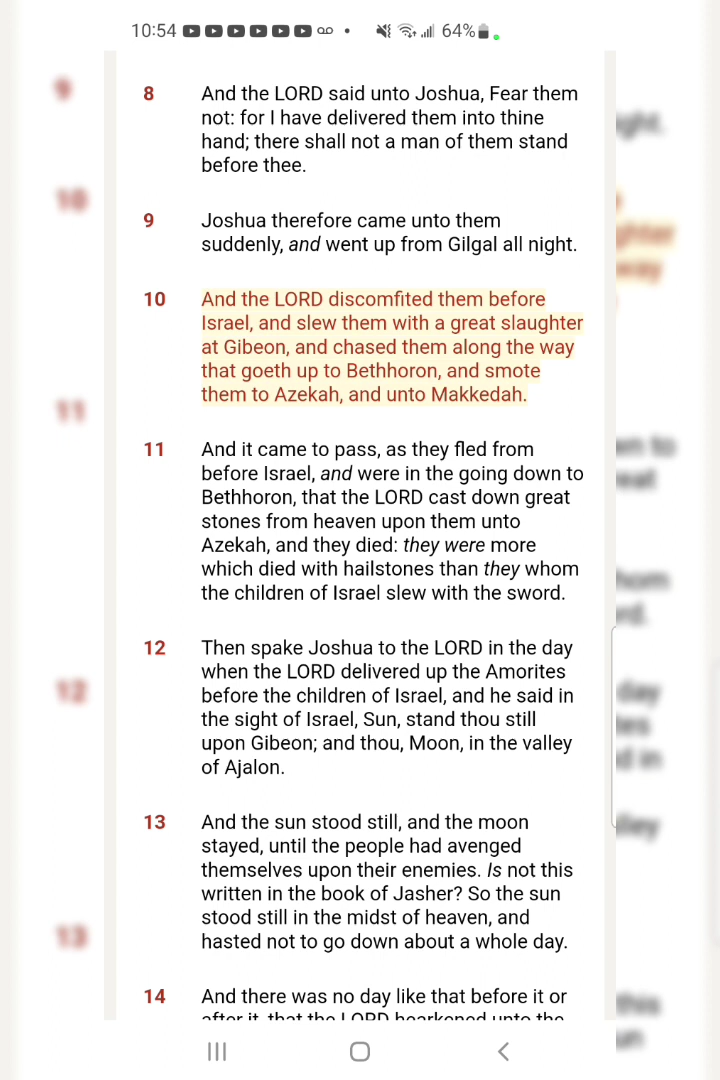 10:54
64%
8 And the LORD said unto Joshua, Fear them
not: for I have delivered them into thine
hand; there shall not a man of them stand
before thee.
9 Joshua therefore came unto them
suddenly, and went up from Gilgal all night.
10 And the LORD discomfited them before
Israel, and slew them with a great slaughter
at Gibeon, and chased them along the way
that goeth up to Bethhoron, and smote
them to Azekah, and unto Makkedah.
11 And it came to pass, as they fled from
before Israel, and were in the going down to
Bethhoron, that the LORD cast down great
stones from heaven upon them unto
Azekah, and they died: they were more
which died with hailstones than they whom
the children of Israel slew with the sword.
12 Then spake Joshua to the LORD in the day
when the LORD delivered up the Amorites
before the children of Israel, and he said in
the sight of Israel, Sun, stand thou still
upon Gibeon; and thou, Moon, in the valley
of Ajalon.
13 And the sun stood still, and the moon
stayed, until the people had avenged
themselves upon their enemies. Is not this
written in the book of Jasher? So the sun
stood still in the midst of heaven, and
hasted not to go down about a whole day.
14 And there was no day like that before it or
after it, that the LORD hearkened unto the